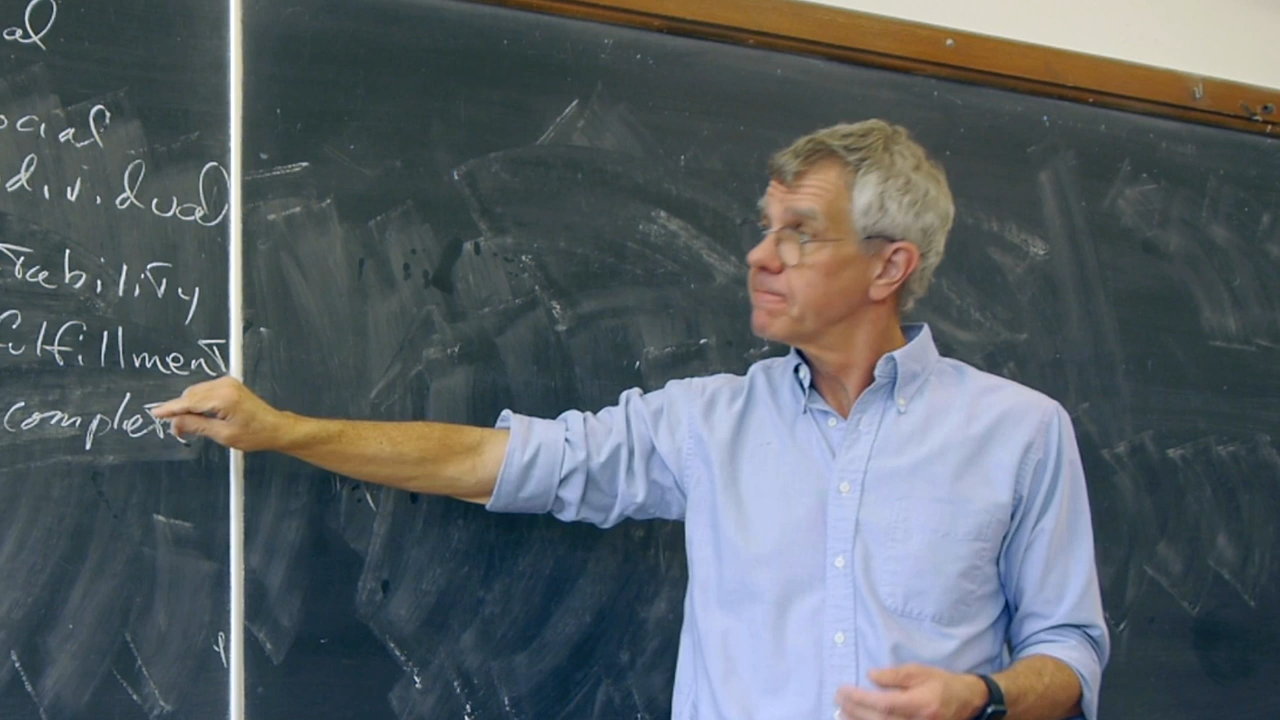 al
ocial
dividual
tability
ulfillment
complete